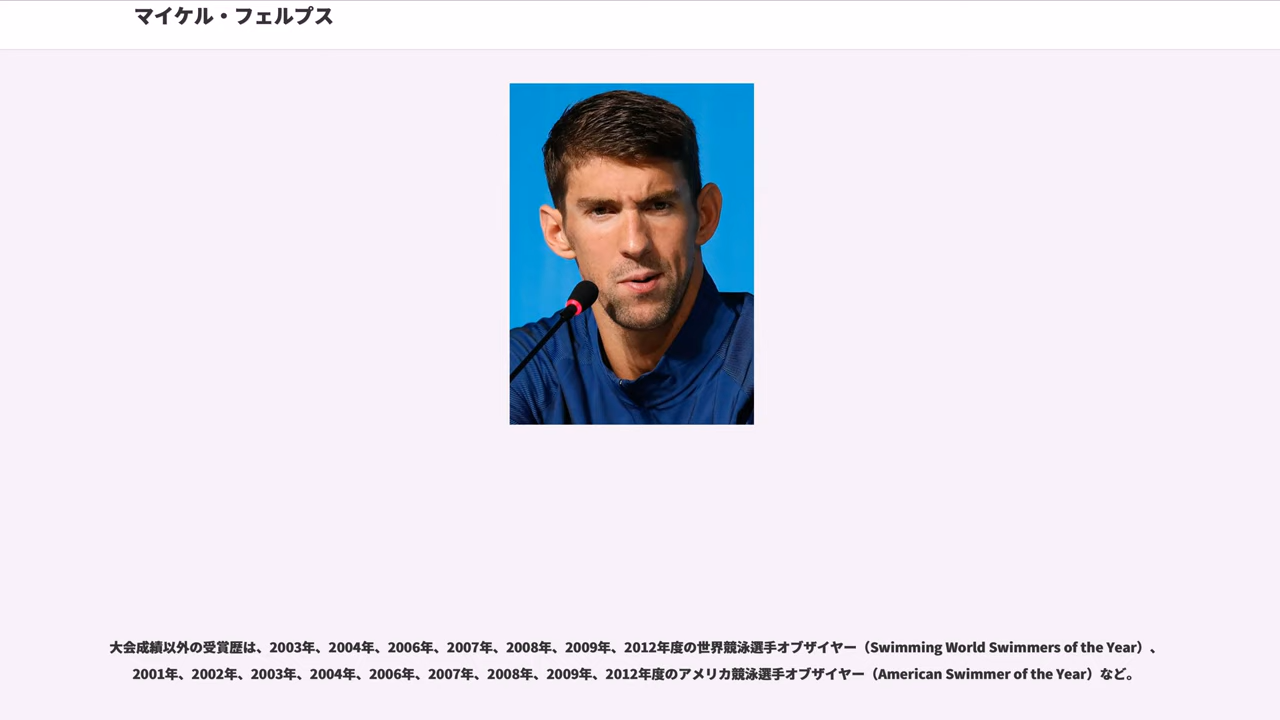 マイケル・フェルプス
大会成績以外の受賞歴は、2003年、2004年、2006年、2007年、2008年、2009年、2012年度の世界競泳選手オブザイヤー（Swimming World Swimmers of the Year）、
2001年、2002年、2003年、2004年、2006年、2007年、2008年、2009年、2012年度のアメリカ競泳選手オブザイヤー（American Swimmer of the Year）など。